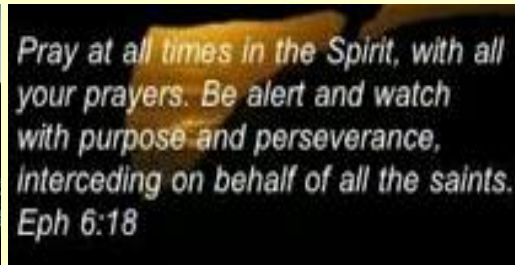 Pray at all times in the Spirit, with all
your prayers. Be alert and watch
with purpose and perseverance,
interceding on behalf of all the saints.
Eph 6:18